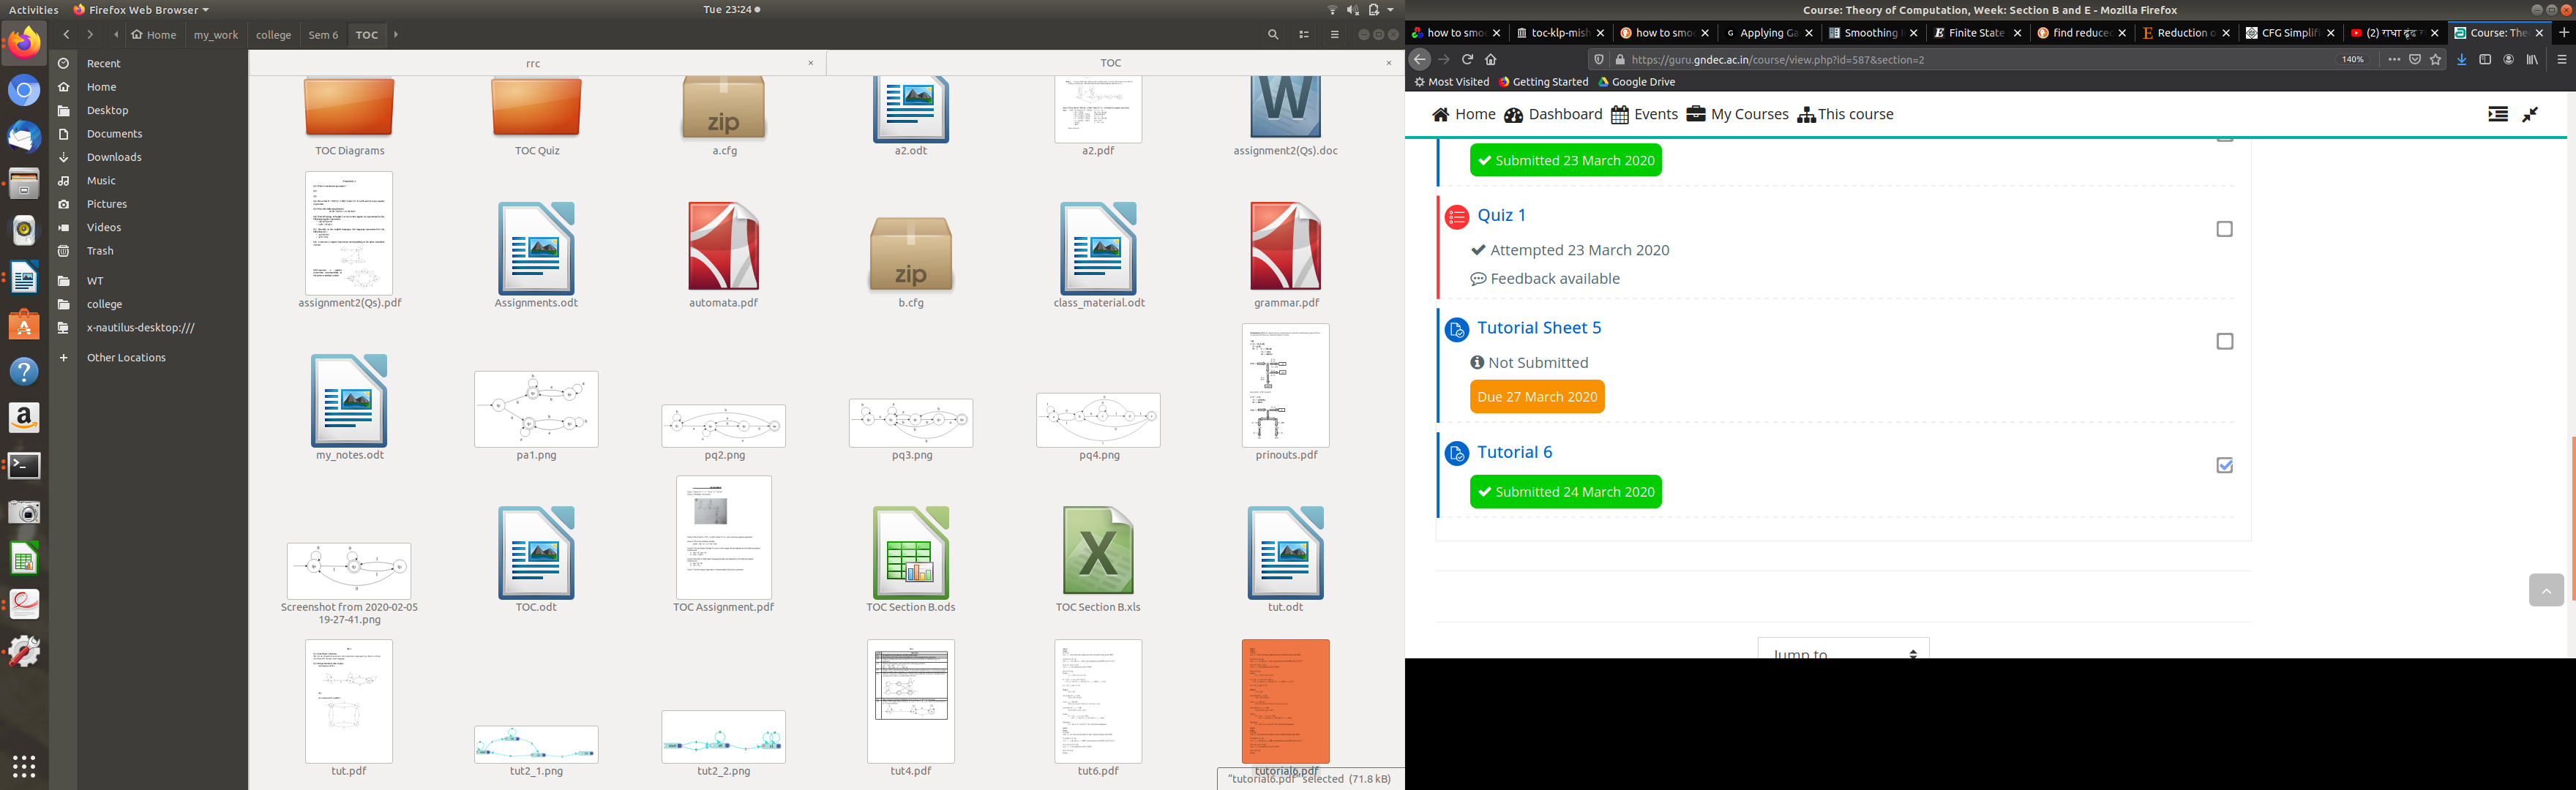 Activities
Firefox Web Browser
Tue 23:24
Home
my_work
college
Sem 6
TOC
rrc
TOC
Recent
Home
Desktop
Documents
Downloads
Music
Pictures
Videos
Trash
WT
college
x-nautilus-desktop:///
Other Locations
zip
W
TOC Diagrams
TOC Quiz
a.cfg
a2.odt
a2.pdf
assignment2(Qs).doc
zip
assignment2(Qs).pdf
Assignments.odt
automata.pdf
b.cfg
class_material.odt
grammar.pdf
my_notes.odt
pa1.png
pq2.png
pq3.png
pq4.png
prinouts.pdf
X
Screenshot from 2020-02-05
19-27-41.png
TOC.odt
TOC Assignment.pdf
TOC Section B.ods
TOC Section B.xls
tut.odt
tut.pdf
tut2_1.png
tut2_2.png
tut4.pdf
tut6.pdf
tutorial6.pdf
"tutorial6.pdf" selected (71.8 kB)
Course: Theory of Computation, Week: Section B and E - Mozilla Firefox
how to smo
toc-klp-mish
how to smo
Applying Ga
Smoothing
Finite State
find reduce
Reduction o
CFG Simplifi
(2) राधा ढूंढ
Course: The
https://guru.gndec.ac.in/course/view.php?id=587&section=2
140%
Most Visited
Getting Started
Google Drive
Home
Dashboard
Events
My Courses
This course
Submitted 23 March 2020
Quiz 1
Attempted 23 March 2020
Feedback available
Tutorial Sheet 5
Not Submitted
Due 27 March 2020
Tutorial 6
Submitted 24 March 2020
Jump to